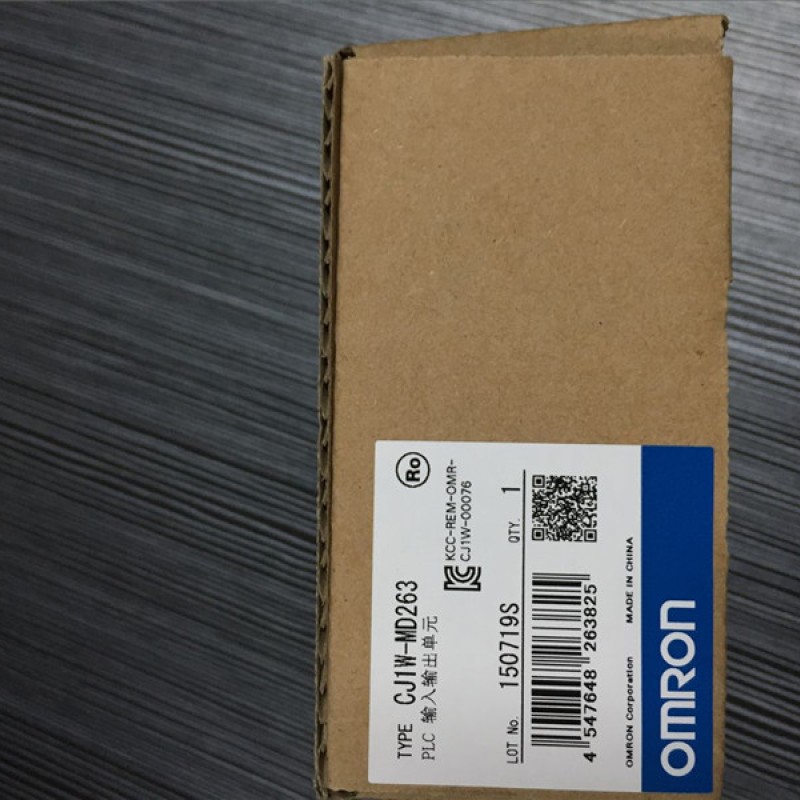 TYPE CJ1W-MD263
PLC 输入输出单元
Ro
KCC-REM-OMR-
CJ1W-00076
LOT No. 150719S
QTY. 1
4 547648 263825
OMRON Corporation MADE IN CHINA
OMRON